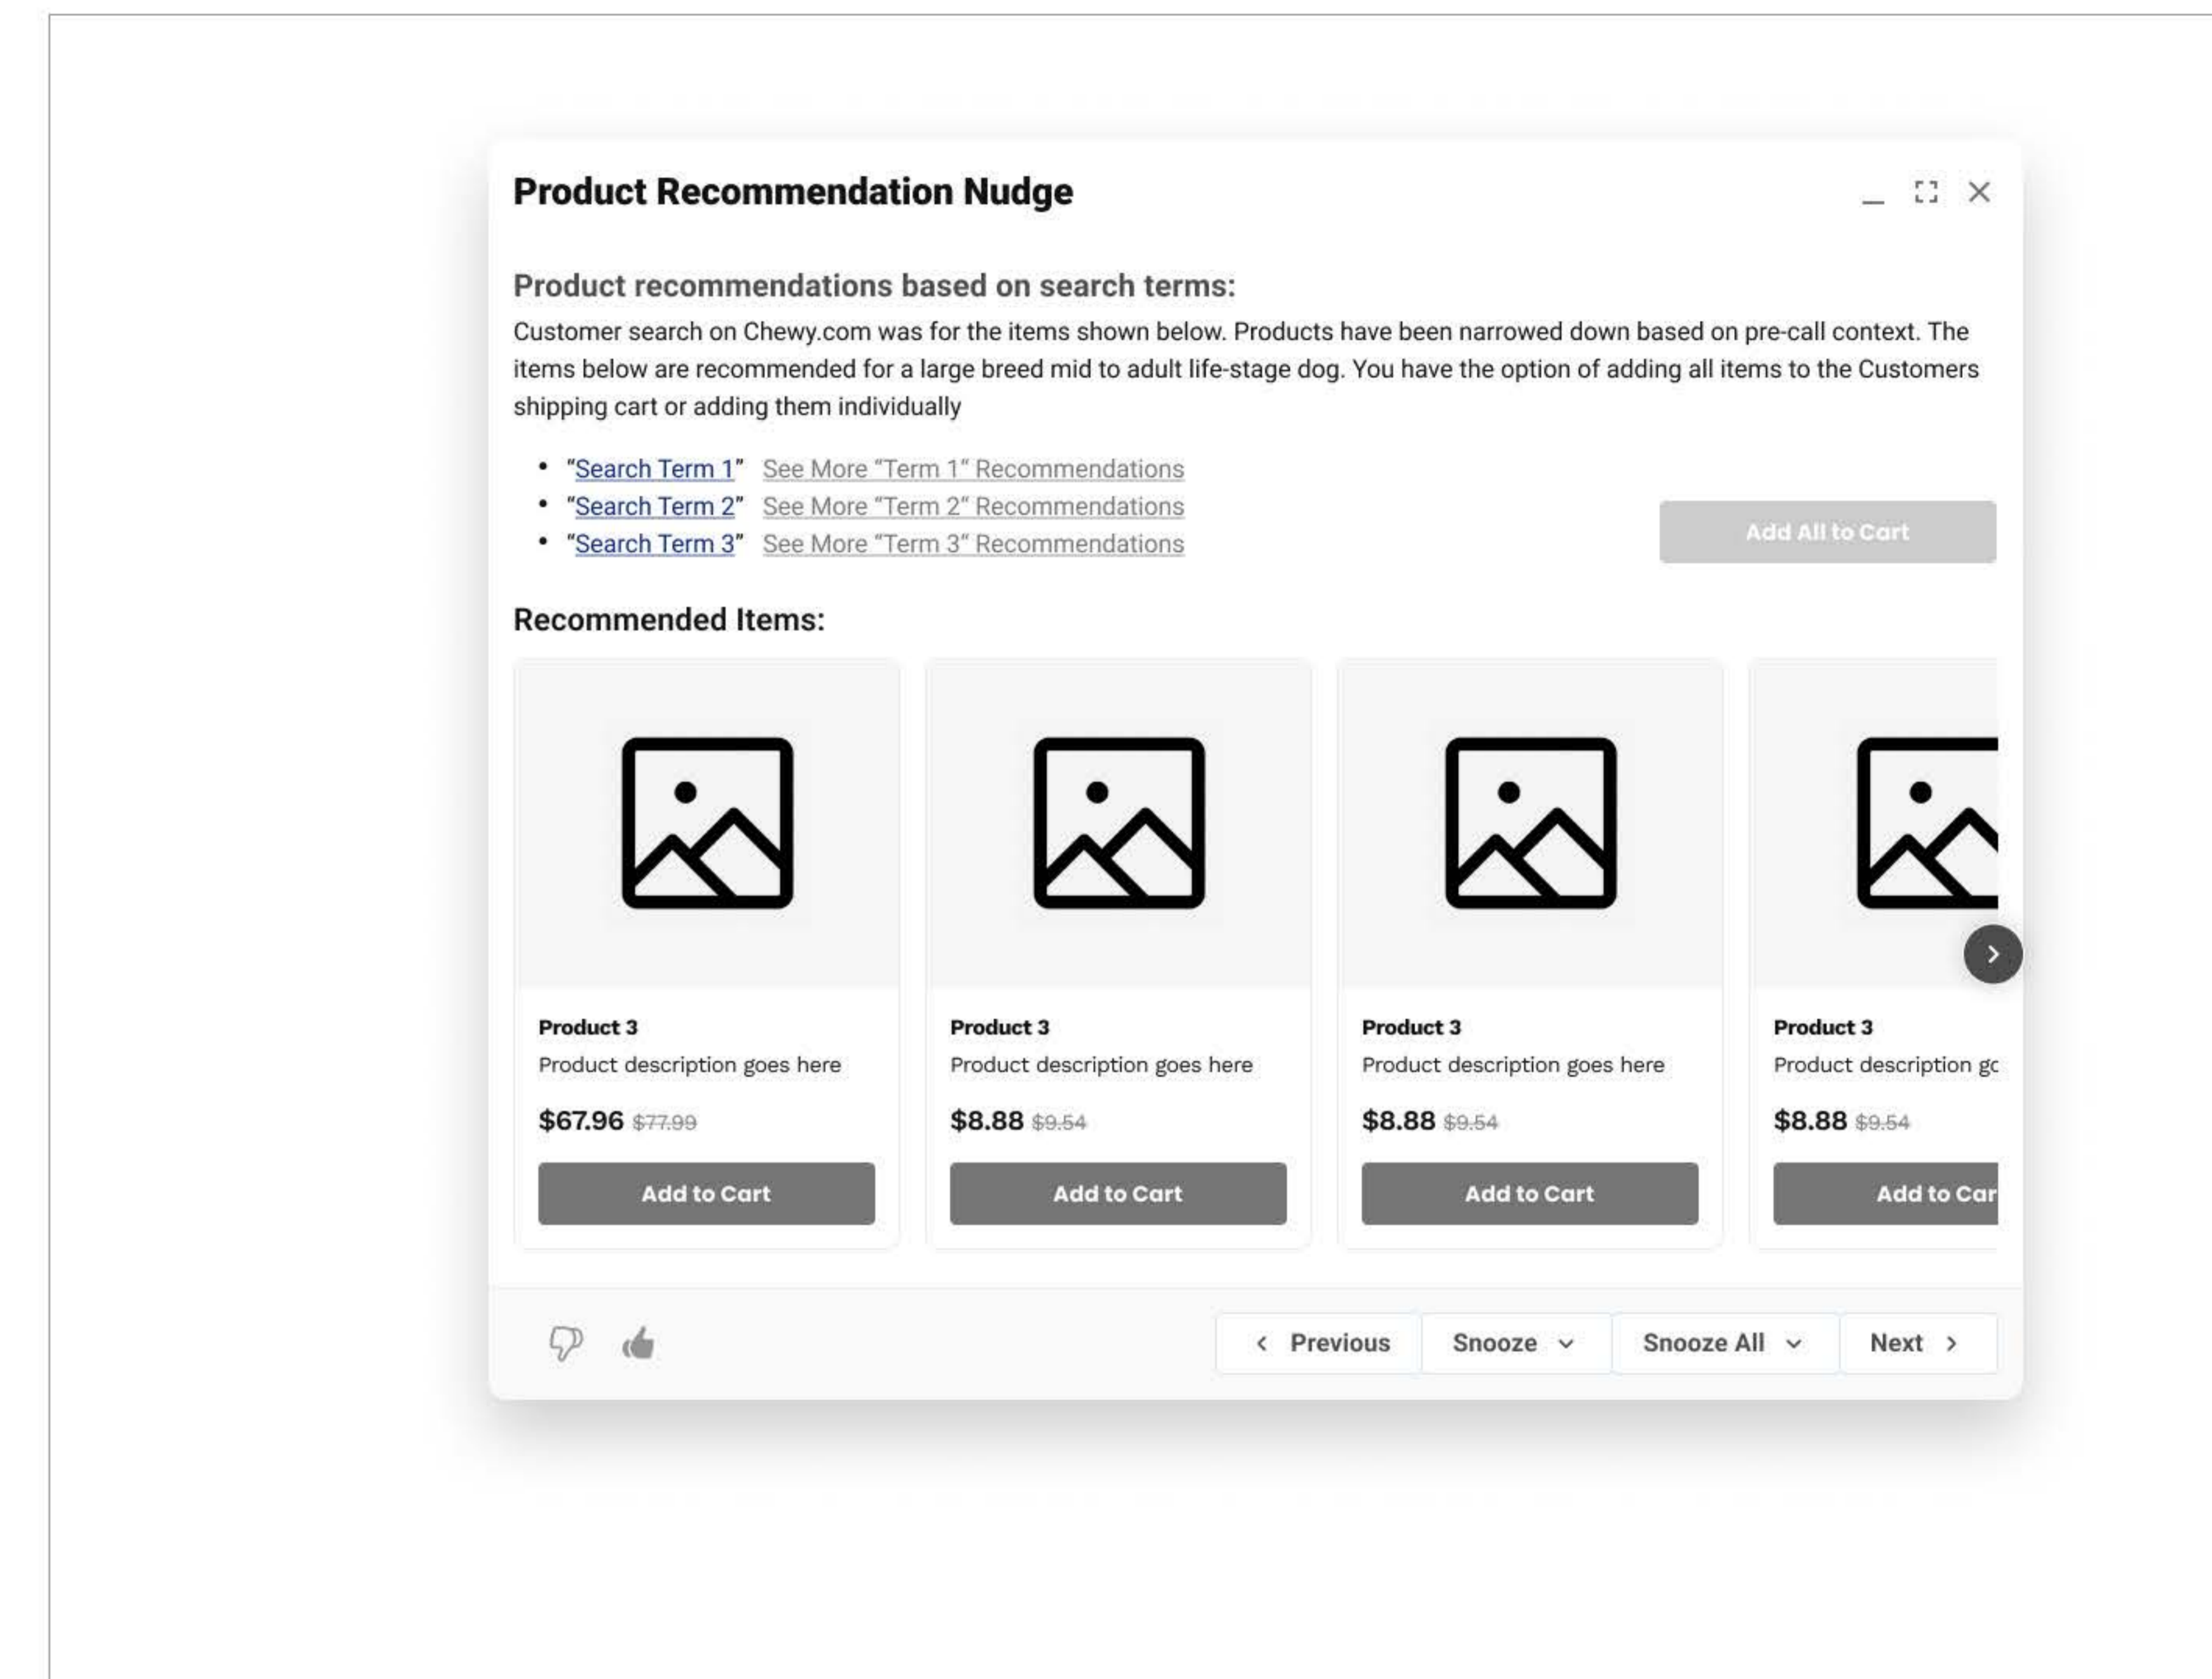 Product Recommendation Nudge
Product recommendations based on search terms:
Customer search on Chewy.com was for the items shown below. Products have been narrowed down based on pre-call context. The
items below are recommended for a large breed mid to adult life-stage dog. You have the option of adding all items to the Customers
shipping cart or adding them individually
• “Search Term 1” See More “Term 1“ Recommendations
• “Search Term 2” See More “Term 2“ Recommendations
• “Search Term 3” See More “Term 3“ Recommendations
Add All to Cart
Recommended Items:
Product 3
Product description goes here
$67.96 $77.99
Add to Cart
Product 3
Product description goes here
$8.88 $9.54
Add to Cart
Product 3
Product description goes here
$8.88 $9.54
Add to Cart
Product 3
Product description go
$8.88 $9.54
Add to Car
Previous
Snooze
Snooze All
Next